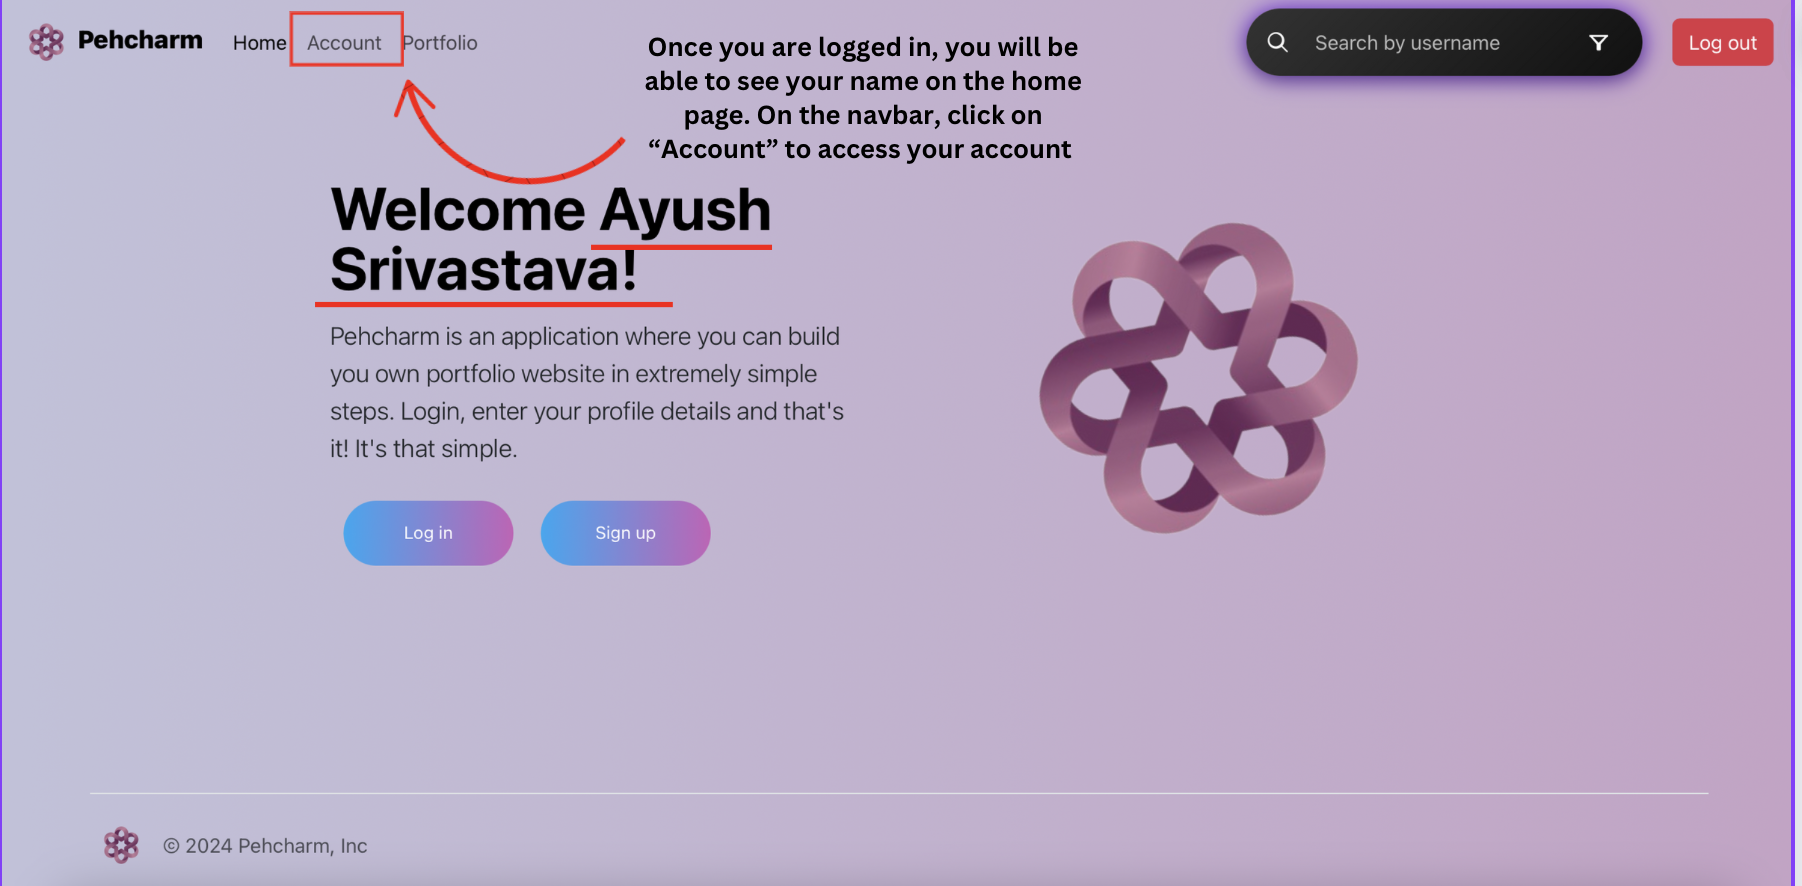 Pehcharm
Home Account Portfolio
Search by username
Log out
Once you are logged in, you will be
able to see your name on the home
page. On the navbar, click on
“Account” to access your account
Welcome Ayush
Srivastava!
Pehcharm is an application where you can build
you own portfolio website in extremely simple
steps. Login, enter your profile details and that's
it! It's that simple.
Log in
Sign up
© 2024 Pehcharm, Inc